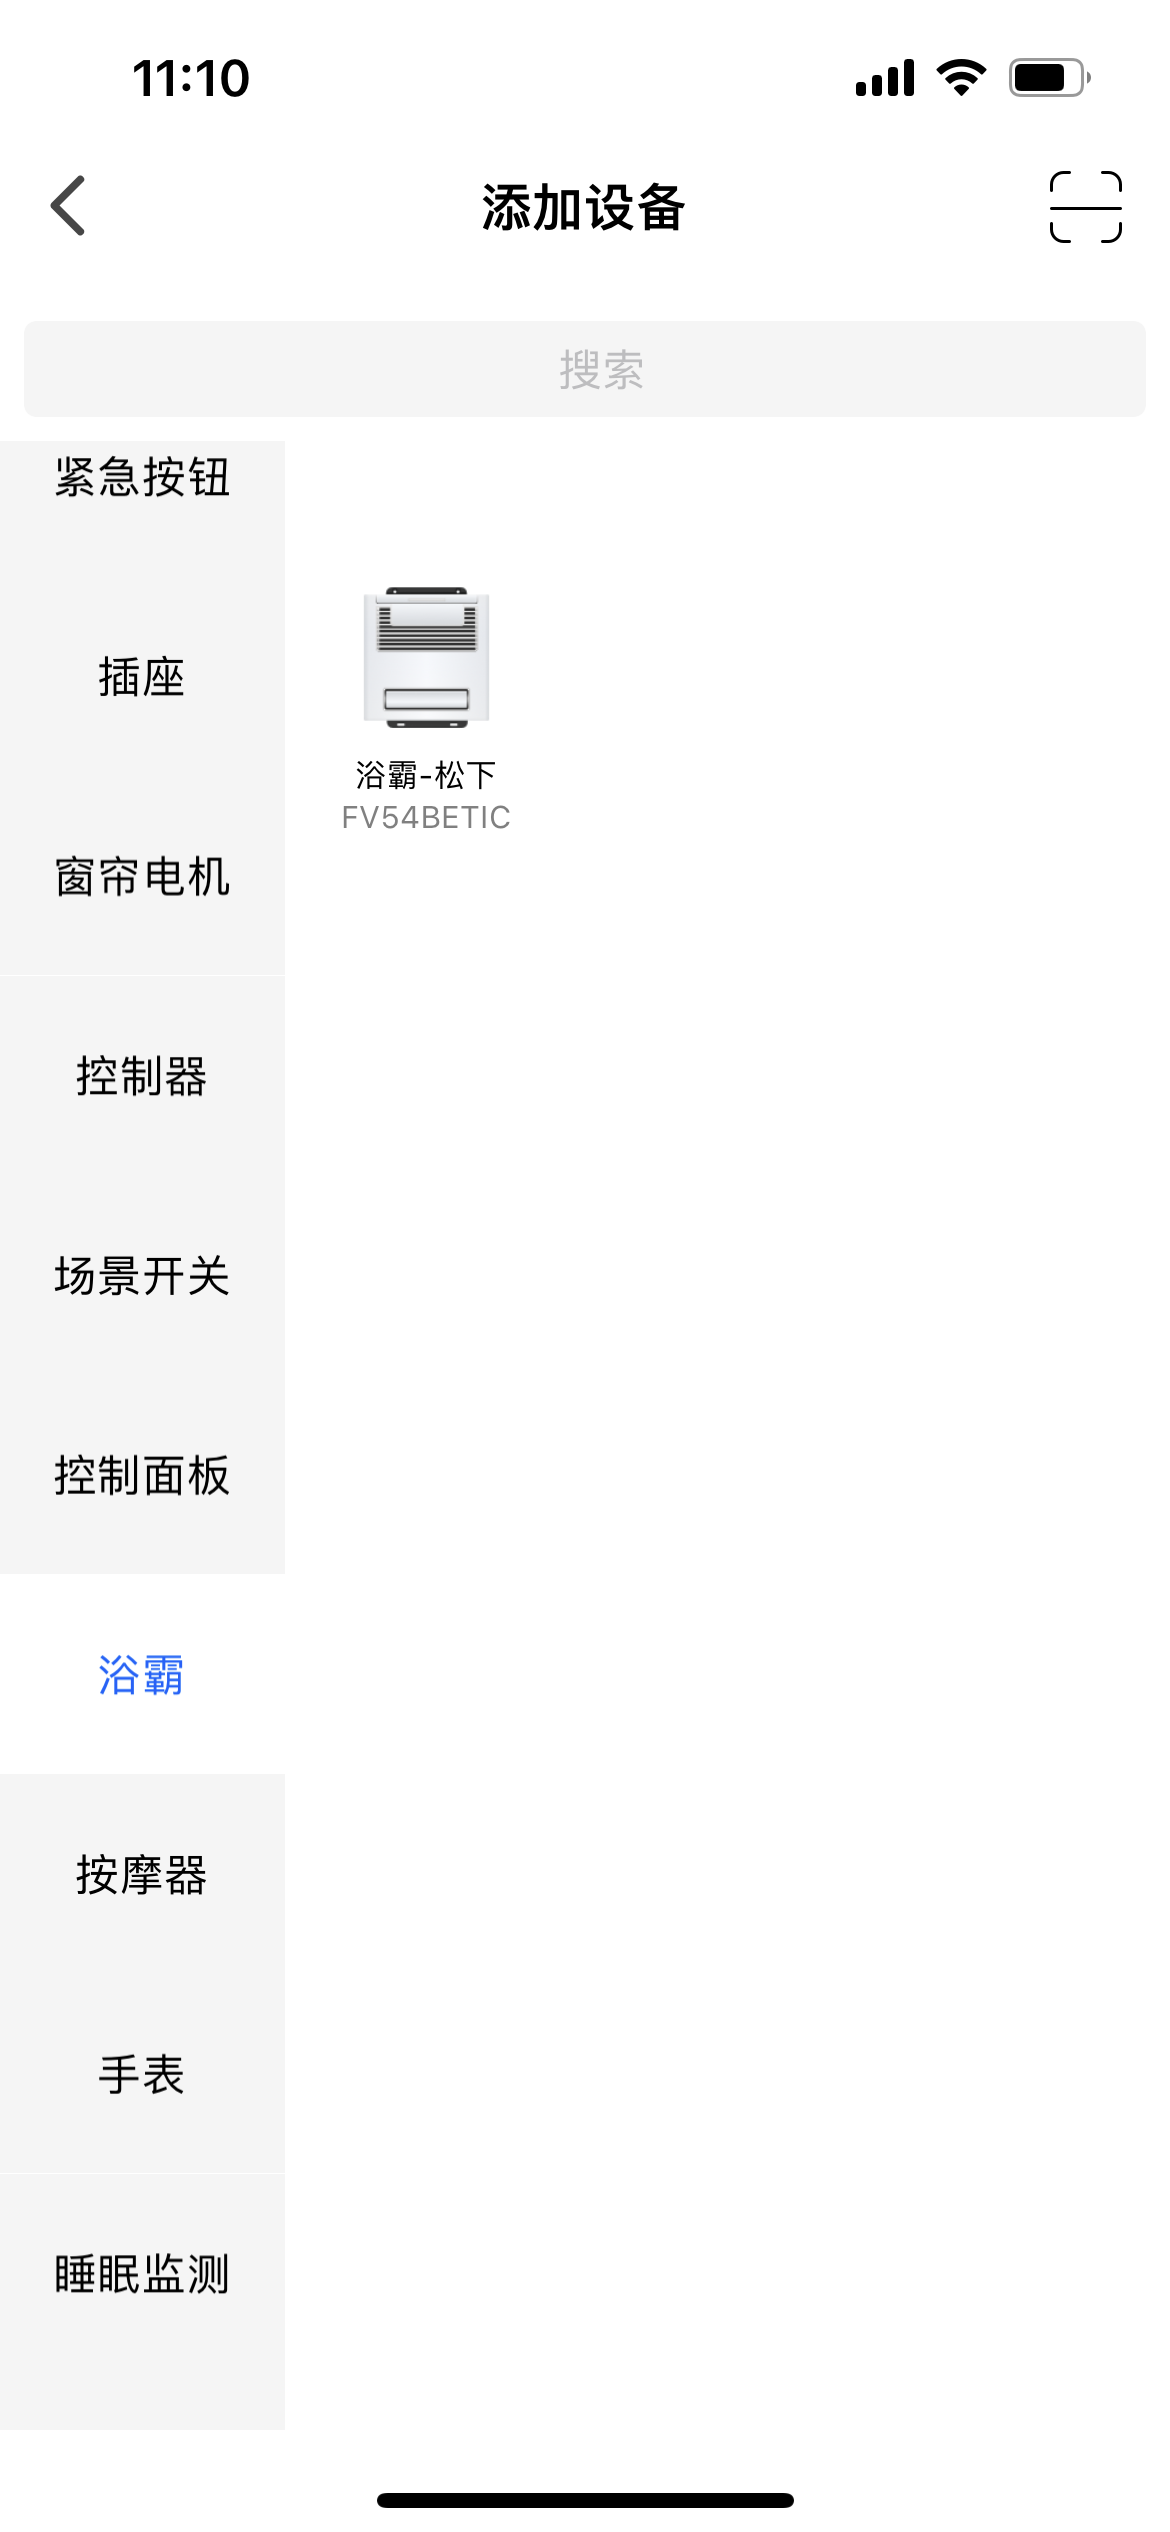 11:10
添加设备
搜索
紧急按钮
插座
浴霸-松下
FV54BETIC
窗帘电机
控制器
场景开关
控制面板
浴霸
按摩器
手表
睡眠监测